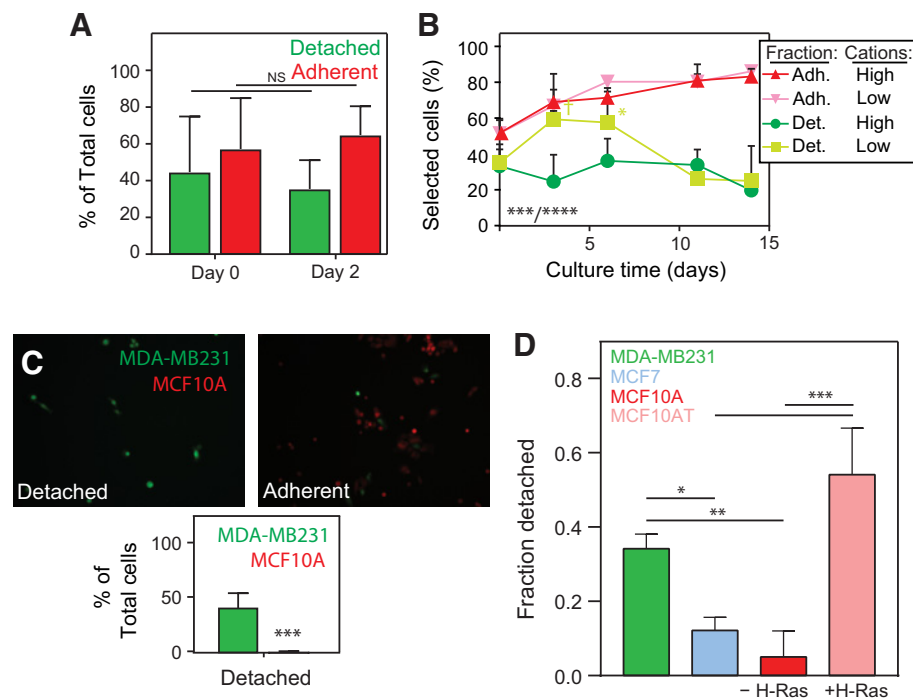 A
Detached
Adherent
NS
% of Total cells
100
80
60
40
20
0
Day 0
Day 2
B
Selected cells (%)
100
80
60
40
20
0
†
*
***/****
5
10
15
Culture time (days)
Fraction: Cations:
Adh. High
Adh. Low
Det. High
Det. Low
C
MDA-MB231
MCF10A
Detached
Adherent
% of
Total cells
100
50
0
MDA-MB231
MCF10A
***
Detached
D
MDA-MB231
MCF7
MCF10A
MCF10AT
***
*
**
Fraction detached
0.8
0.6
0.4
0.2
0.0
− H-Ras
+H-Ras